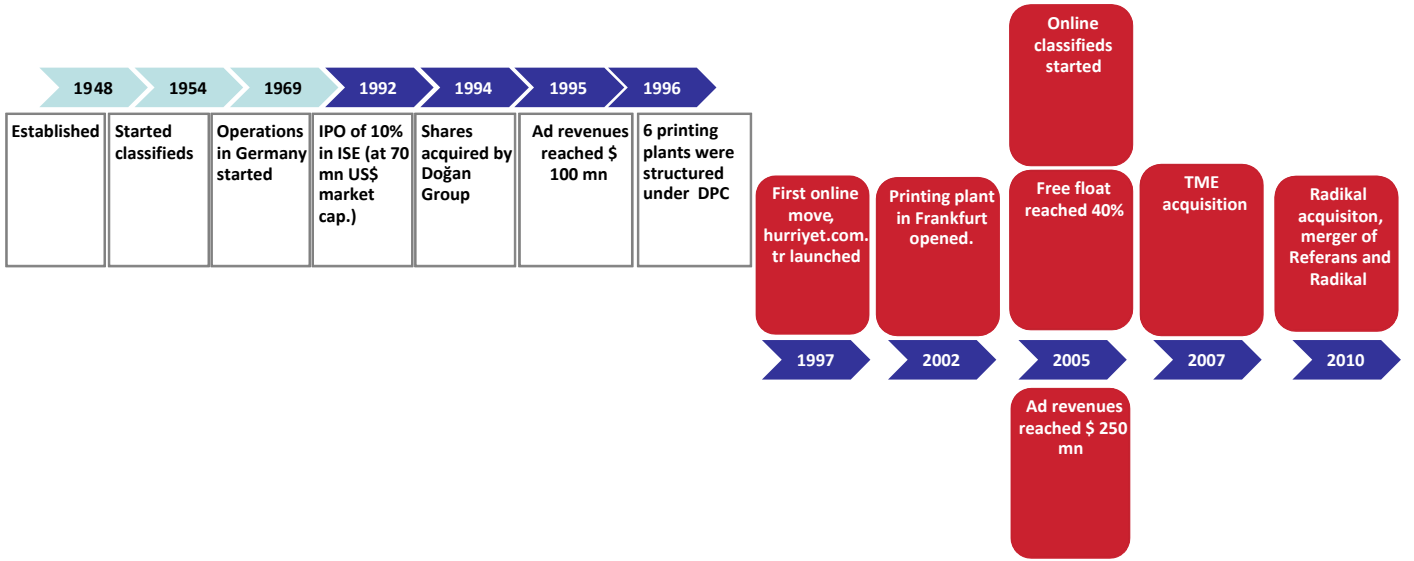 1948
1954
1969
1992
1994
1995
1996
Established
Started
classifieds
Operations
in Germany
started
IPO of 10%
in ISE (at 70
mn US$
market
cap.)
Shares
acquired by
Doğan
Group
Ad revenues
reached $
100 mn
6 printing
plants were
structured
under DPC
First online
move,
hurriyet.com.
tr launched
1997
Printing plant
in Frankfurt
opened.
2002
Online
classifieds
started
Free float
reached 40%
2005
Ad revenues
reached $ 250
mn
TME
acquisition
2007
Radikal
acquisiton,
merger of
Referans and
Radikal
2010